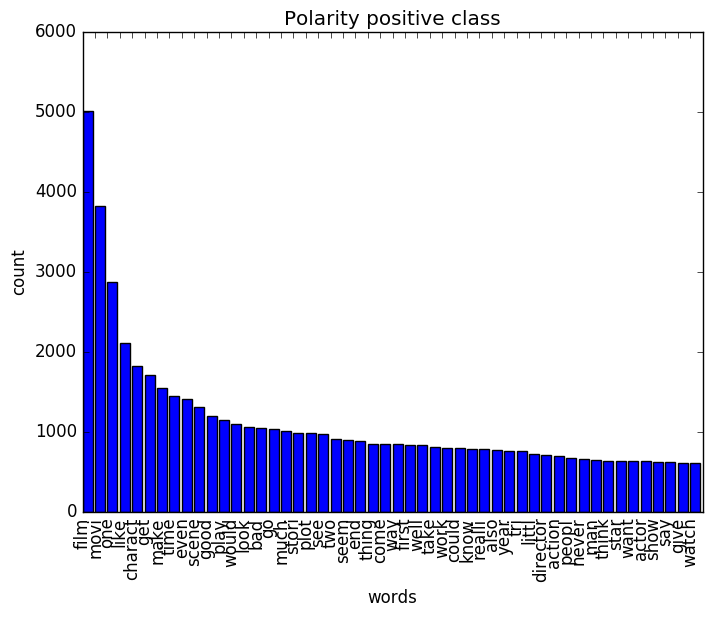 Polarity positive class
6000
5000
4000
3000
2000
1000
0
count
film
movi
one
like
charact
get
make
time
even
scene
good
play
would
look
bad
go
much
stori
plot
see
two
seem
end
thing
come
way
first
well
take
work
could
know
realli
also
year
tri
littl
director
action
peopl
never
man
think
star
want
actor
show
say
give
watch
words